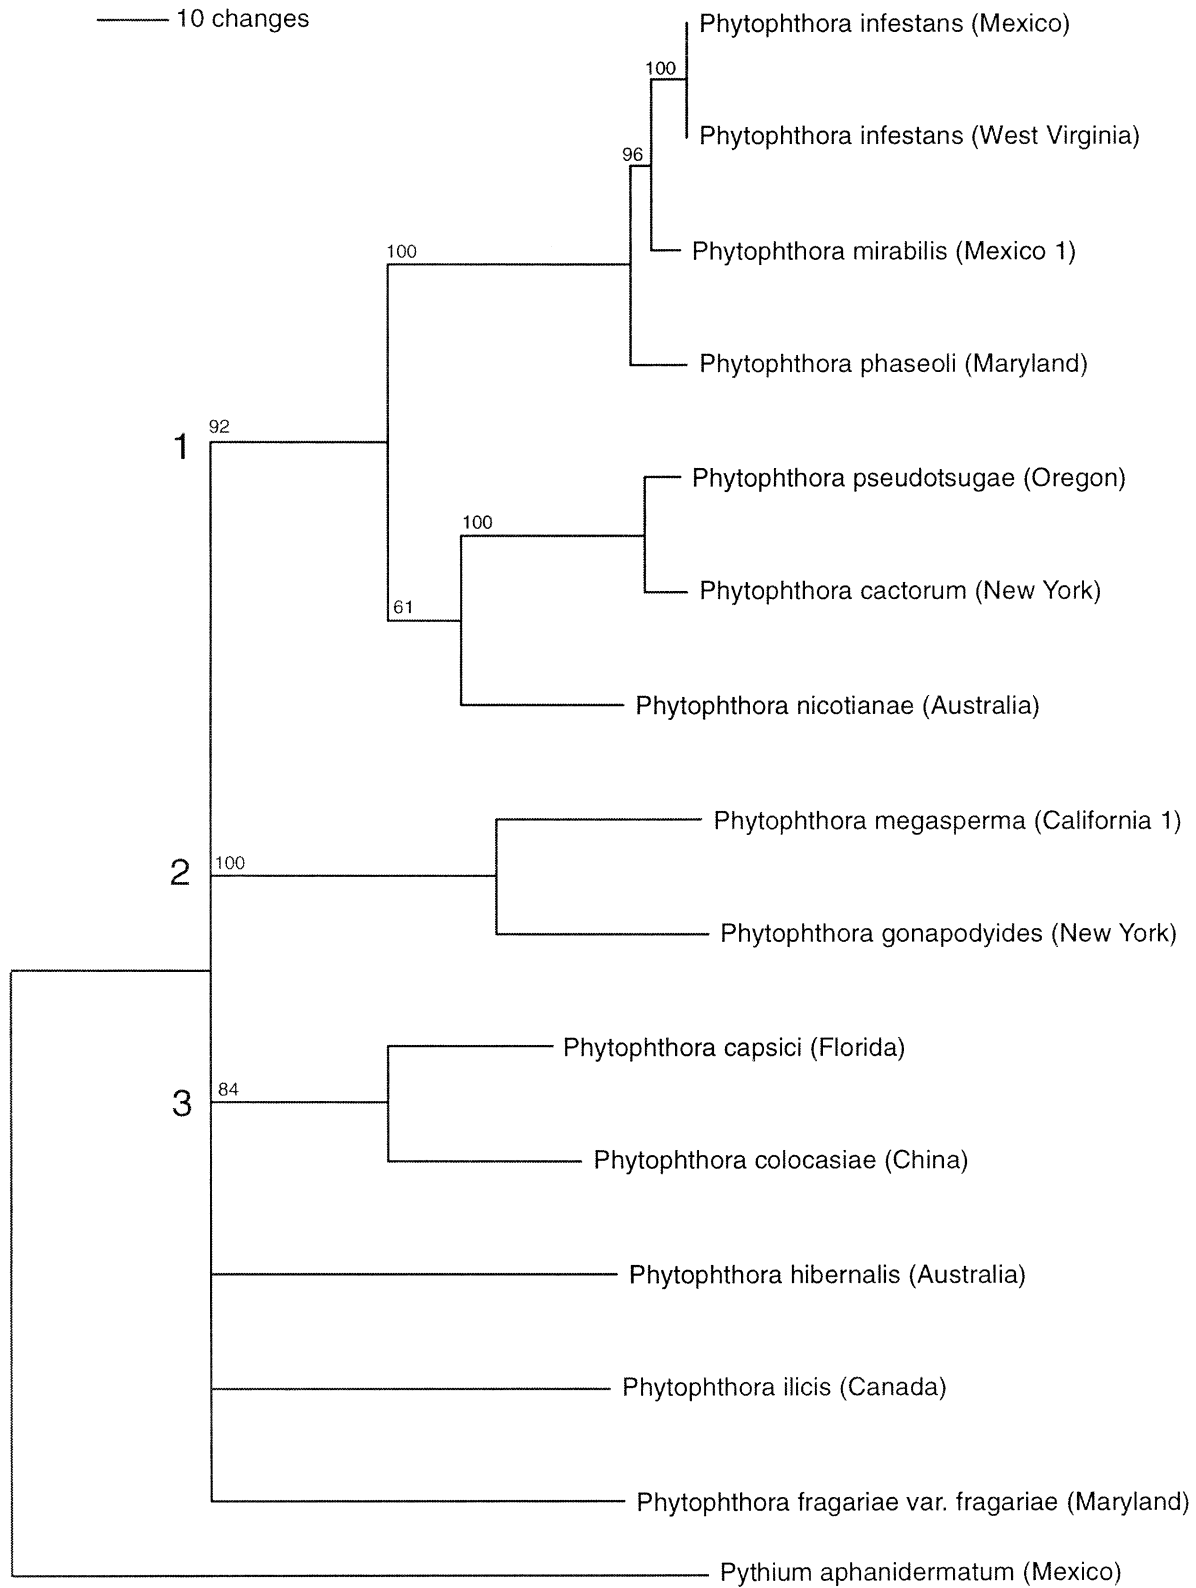 10 changes
Phytophthora infestans (Mexico)
100
Phytophthora infestans (West Virginia)
96
Phytophthora mirabilis (Mexico 1)
100
Phytophthora phaseoli (Maryland)
92
1
Phytophthora pseudotsugae (Oregon)
100
Phytophthora cactorum (New York)
61
Phytophthora nicotianae (Australia)
Phytophthora megasperma (California 1)
2
100
Phytophthora gonapodyides (New York)
Phytophthora capsici (Florida)
3
84
Phytophthora colocasiae (China)
Phytophthora hibernalis (Australia)
Phytophthora ilicis (Canada)
Phytophthora fragariae var. fragariae (Maryland)
Pythium aphanidermatum (Mexico)